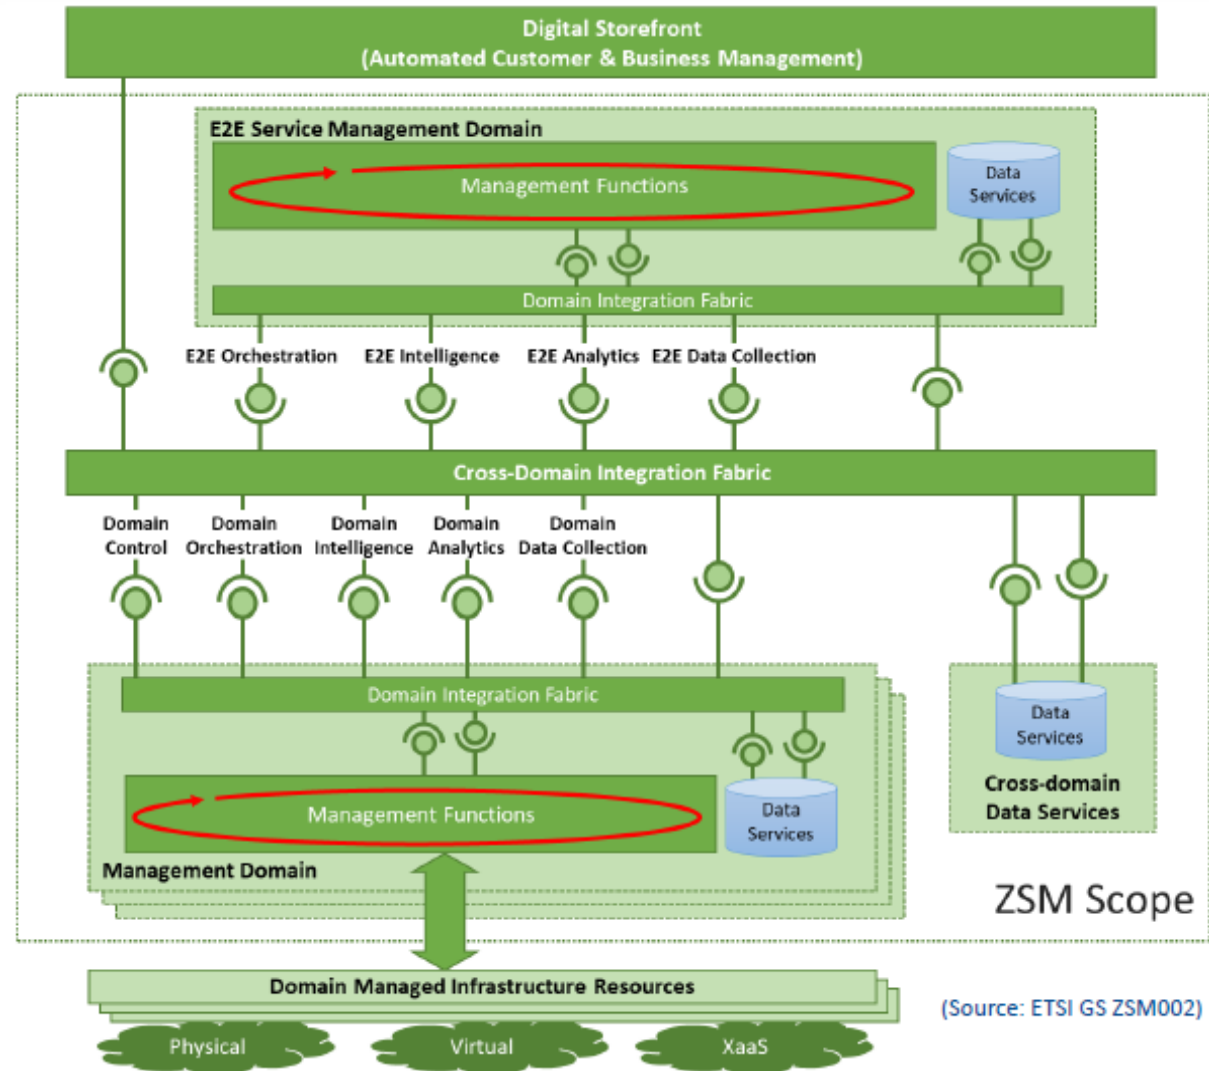 Digital Storefront
(Automated Customer & Business Management)
E2E Service Management Domain
Management Functions
Data
Services
Domain Integration Fabric
E2E Orchestration
E2E Intelligence
E2E Analytics
E2E Data Collection
Cross-Domain Integration Fabric
Domain
Control
Domain
Orchestration
Domain
Intelligence
Domain
Analytics
Domain
Data Collection
Domain Integration Fabric
Management Functions
Data
Services
Management Domain
Data
Services
Cross-domain
Data Services
ZSM Scope
Domain Managed Infrastructure Resources
(Source: ETSI GS ZSM002)
Physical
Virtual
XaaS